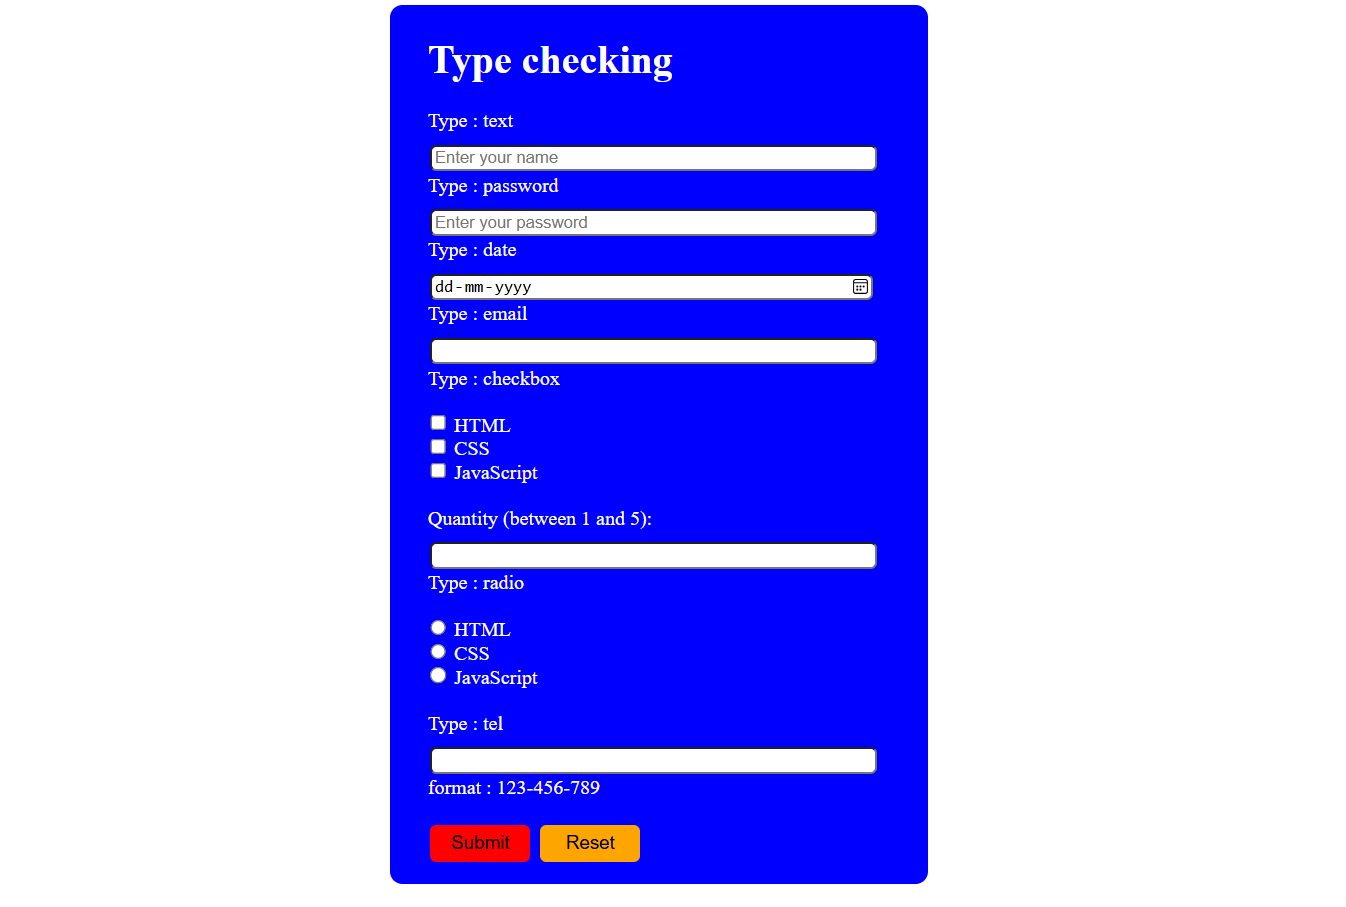 Type checking
Type : text
Enter your name
Type : password
Enter your password
Type : date
dd-mm-yyyy
Type : email
Type : checkbox
HTML
CSS
JavaScript
Quantity (between 1 and 5):
Type : radio
HTML
CSS
JavaScript
Type : tel
format : 123-456-789
Submit Reset